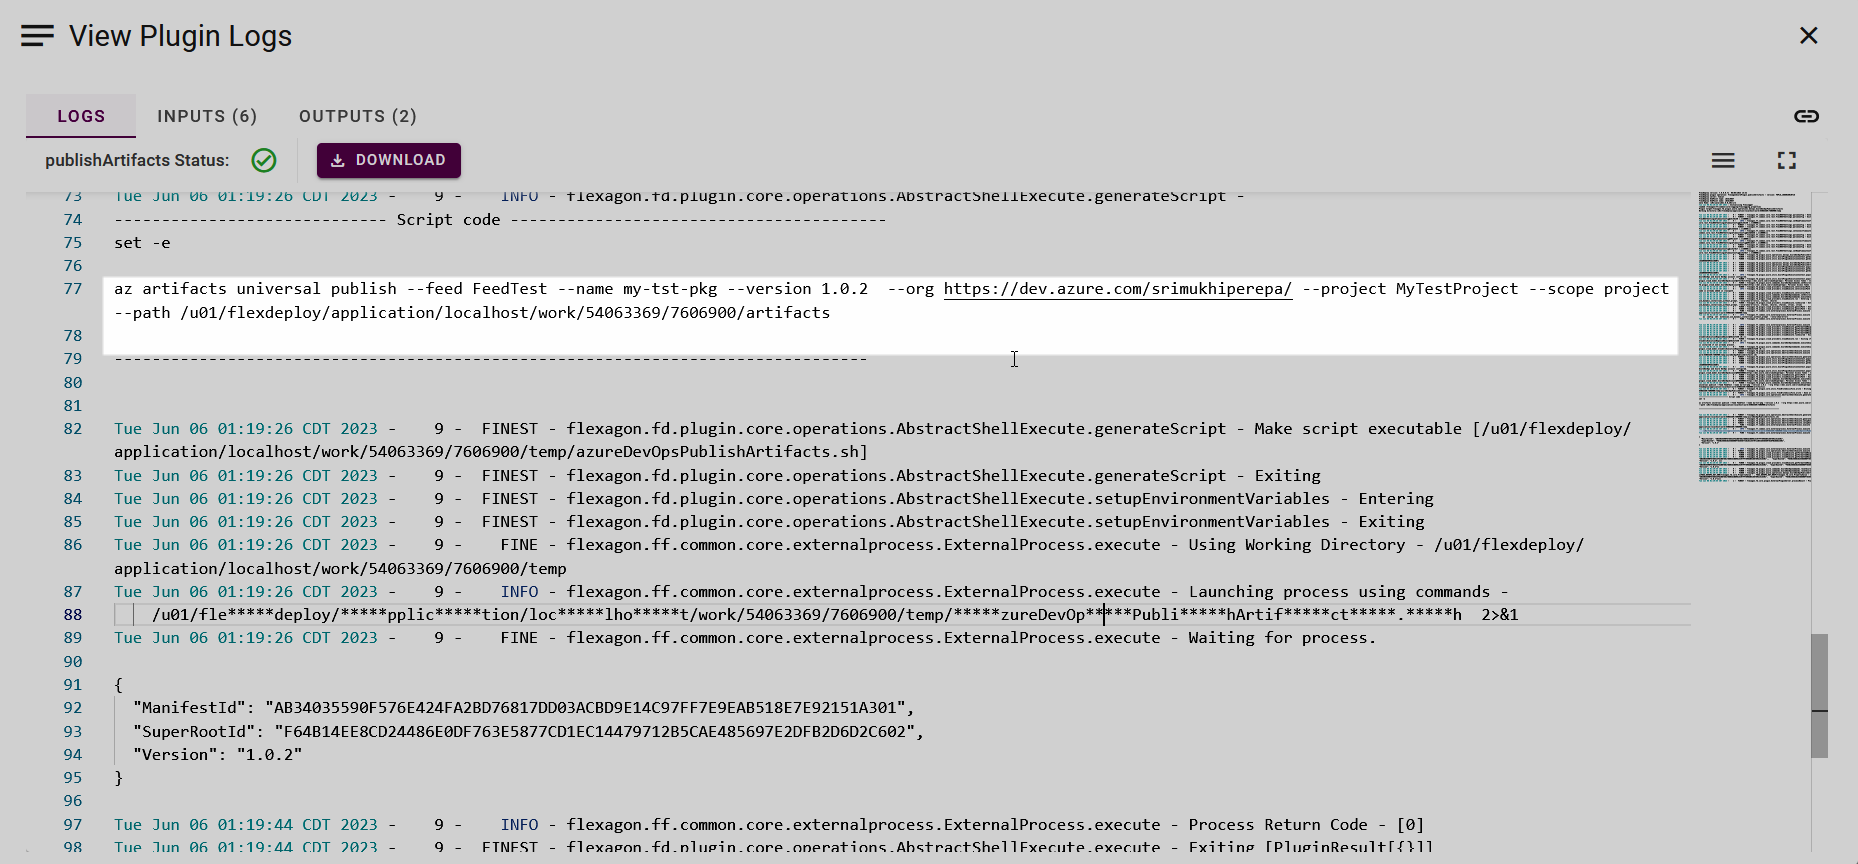 View Plugin Logs
LOGS INPUTS (6) OUTPUTS (2)
publishArtifacts Status: DOWNLOAD
73 Tue Jun 06 01:19:26 CDT 2023 - 9 - INFO - flexagon.fd.plugin.core.operations.AbstractShellExecute.generateScript -
74 ----------------------------- Script code ----------------------------------------
75 set -e
76
77 az artifacts universal publish --feed FeedTest --name my-tst-pkg --version 1.0.2  --org https://dev.azure.com/srimukhiperepa/ --project MyTestProject --scope project
--path /u01/flexdeploy/application/localhost/work/54063369/7606900/artifacts
78
79 --------------------------------------------------------------------------------
80
81
82 Tue Jun 06 01:19:26 CDT 2023 - 9 - FINEST - flexagon.fd.plugin.core.operations.AbstractShellExecute.generateScript - Make script executable [/u01/flexdeploy/
application/localhost/work/54063369/7606900/temp/azureDevOpsPublishArtifacts.sh]
83 Tue Jun 06 01:19:26 CDT 2023 - 9 - FINEST - flexagon.fd.plugin.core.operations.AbstractShellExecute.generateScript - Exiting
84 Tue Jun 06 01:19:26 CDT 2023 - 9 - FINEST - flexagon.fd.plugin.core.operations.AbstractShellExecute.setupEnvironmentVariables - Entering
85 Tue Jun 06 01:19:26 CDT 2023 - 9 - FINEST - flexagon.fd.plugin.core.operations.AbstractShellExecute.setupEnvironmentVariables - Exiting
86 Tue Jun 06 01:19:26 CDT 2023 - 9 - FINE - flexagon.ff.common.core.externalprocess.ExternalProcess.execute - Using Working Directory - /u01/flexdeploy/
application/localhost/work/54063369/7606900/temp
87 Tue Jun 06 01:19:26 CDT 2023 - 9 - INFO - flexagon.ff.common.core.externalprocess.ExternalProcess.execute - Launching process using commands -
88 /u01/fle*****deploy/*****pplic*****tion/loc*****lho*****t/work/54063369/7606900/temp/*****zureDevOp*****Publi*****hArtif*****ct*****.*****h  2>&1
89 Tue Jun 06 01:19:26 CDT 2023 - 9 - FINE - flexagon.ff.common.core.externalprocess.ExternalProcess.execute - Waiting for process.
90
91 {
92 "ManifestId": "AB34035590F576E424FA2BD76817DD03ACBD9E14C97FF7E9EAB518E7E92151A301",
93 "SuperRootId": "F64B14EE8CD24486E0DF763E5877CD1EC14479712B5CAE485697E2DFB2D6D2C602",
94 "Version": "1.0.2"
95 }
96
97 Tue Jun 06 01:19:44 CDT 2023 - 9 - INFO - flexagon.ff.common.core.externalprocess.ExternalProcess.execute - Process Return Code - [0]
98 Tue Jun 06 01:19:44 CDT 2023 - 9 - FINEST - flexagon.ff.common.core.externalprocess.ExternalProcess.execute - Exiting [PluginResult[{}]]